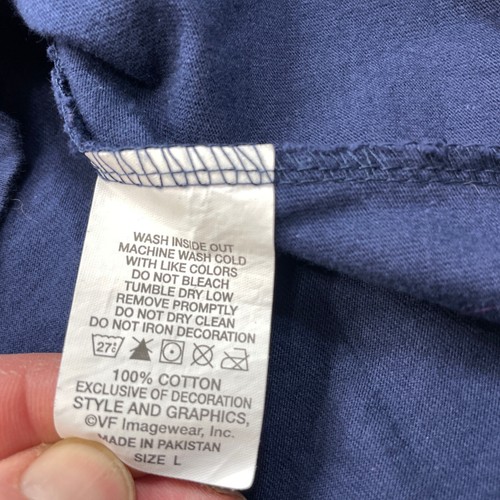 WASH INSIDE OUT
MACHINE WASH COLD
WITH LIKE COLORS
DO NOT BLEACH
TUMBLE DRY LOW
REMOVE PROMPTLY
DO NOT DRY CLEAN
DO NOT IRON DECORATION
27°
100% COTTON
EXCLUSIVE OF DECORATION
STYLE AND GRAPHICS,
©VF Imagewear, Inc.
MADE IN PAKISTAN
SIZE L